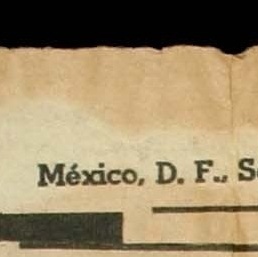 México, D. F., S